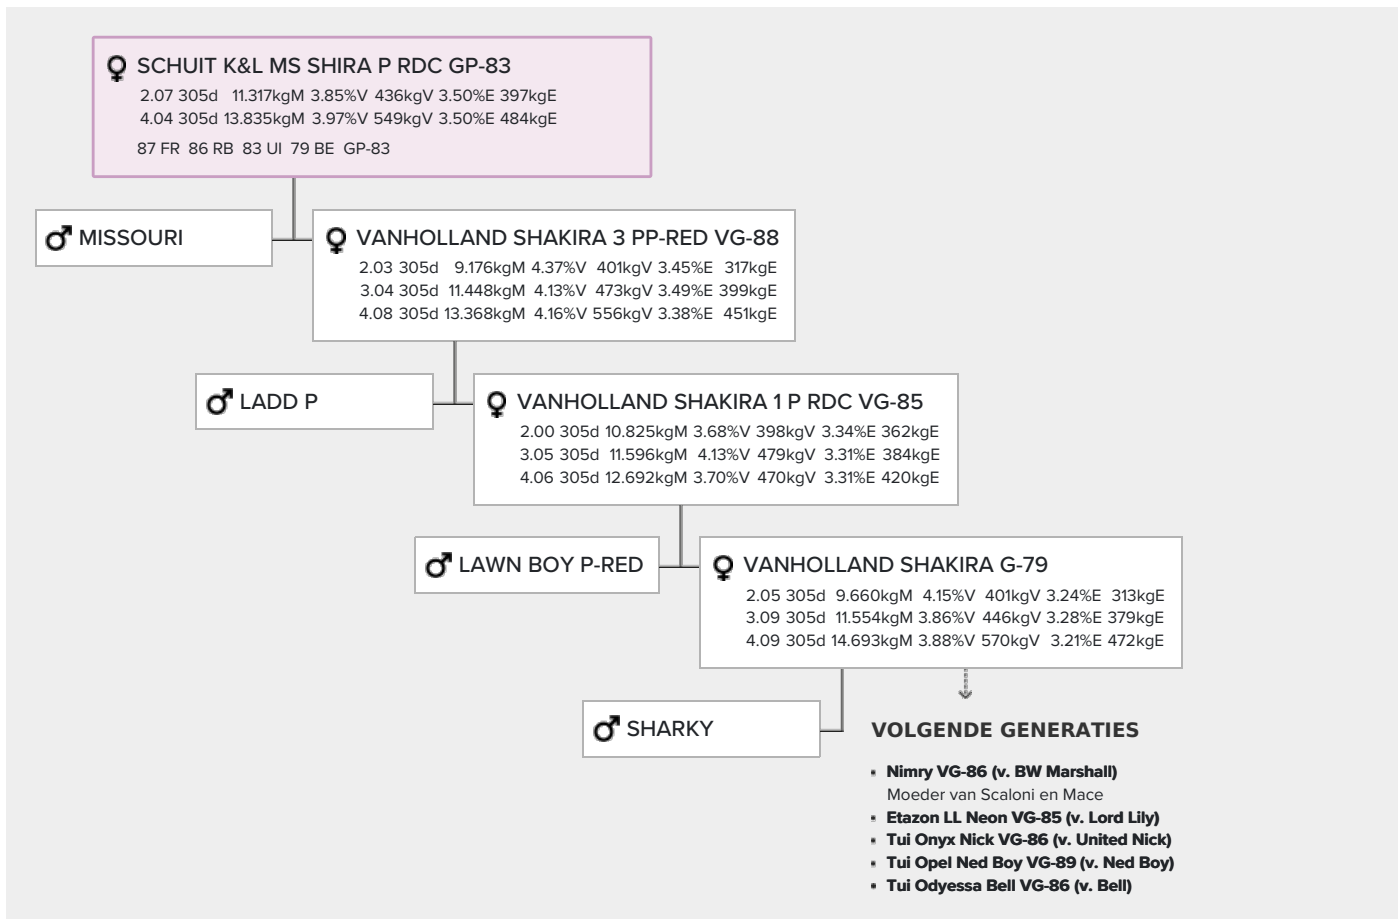 SCHUIT K&L MS SHIRA P RDC GP-83
2.07 305d 11.317kgM 3.85%V 436kgV 3.50%E 397kgE
4.04 305d 13.835kgM 3.97%V 549kgV 3.50%E 484kgE
87 FR 86 RB 83 UI 79 BE GP-83
MISSOURI
VANHOLLAND SHAKIRA 3 PP-RED VG-88
2.03 305d 9.176kgM 4.37%V 401kgV 3.45%E 317kgE
3.04 305d 11.448kgM 4.13%V 473kgV 3.49%E 399kgE
4.08 305d 13.368kgM 4.16%V 556kgV 3.38%E 451kgE
LADD P
VANHOLLAND SHAKIRA 1 P RDC VG-85
2.00 305d 10.825kgM 3.68%V 398kgV 3.34%E 362kgE
3.05 305d 11.596kgM 4.13%V 479kgV 3.31%E 384kgE
4.06 305d 12.692kgM 3.70%V 470kgV 3.31%E 420kgE
LAWN BOY P-RED
VANHOLLAND SHAKIRA G-79
2.05 305d 9.660kgM 4.15%V 401kgV 3.24%E 313kgE
3.09 305d 11.554kgM 3.86%V 446kgV 3.28%E 379kgE
4.09 305d 14.693kgM 3.88%V 570kgV 3.21%E 472kgE
SHARKY
VOLGENDE GENERATIES
Nimry VG-86 (v. BW Marshall)
Moeder van Scaloni en Mace
Etazon LL Neon VG-85 (v. Lord Lily)
Tui Onyx Nick VG-86 (v. United Nick)
Tui Opel Ned Boy VG-89 (v. Ned Boy)
Tui Odyessa Bell VG-86 (v. Bell)